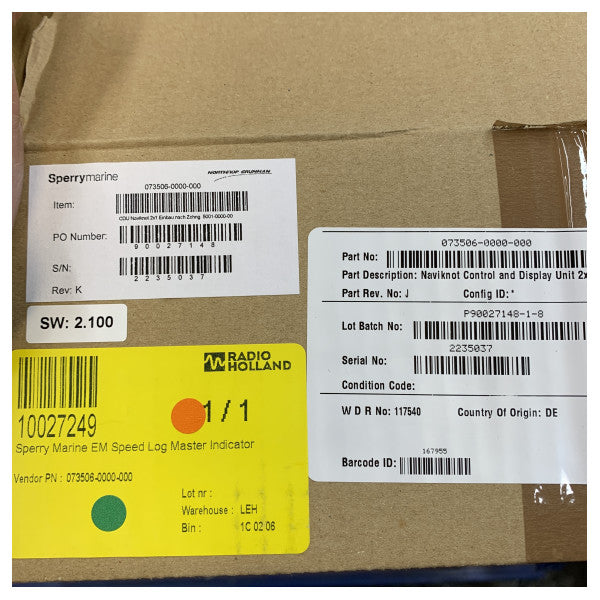 Sperrymarine
NORTHROP GRUMMAN
073506-0000-000
Item:
CDU Naviknot 2x1 Einbau nach Zchng. 5001-0000-00
PO Number:
90027148
S/N:
2235037
Rev: K
SW: 2.100
RADIO HOLLAND
10027249
1 / 1
Sperry Marine EM Speed Log Master Indicator
Vendor PN : 073506-0000-000
Lot nr :
Warehouse : LEH
Bin : 1C 02 06
073506-0000-000
Part No:
Part Description: Naviknot Control and Display Unit 2x
Part Rev. No: J Config ID: *
P90027148-1-8
Lot Batch No:
2235037
Serial No:
Condition Code:
W D R No: 117540 Country Of Origin: DE
167955
Barcode ID: